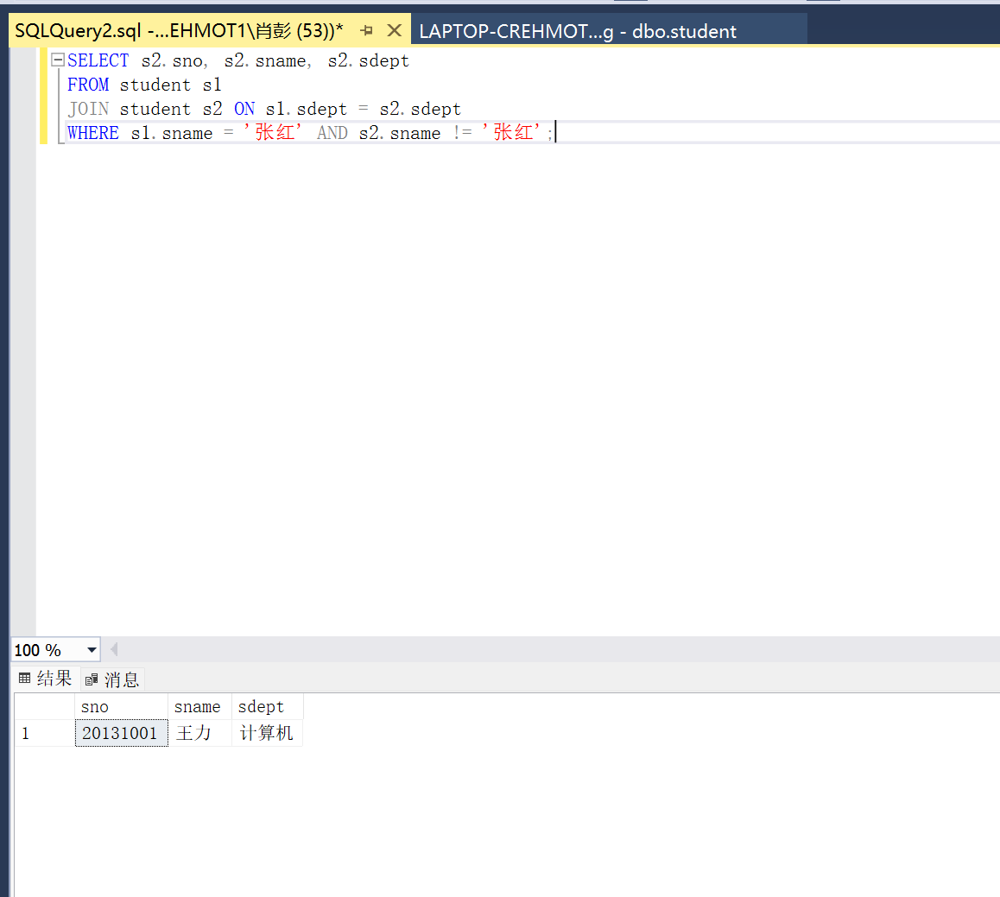 SQLQuery2.sql -...EHMOT1\肖彭 (53))*
LAPTOP-CREHMOT...g - dbo.student
SELECT s2.sno, s2.sname, s2.sdept
FROM student s1
JOIN student s2 ON s1.sdept = s2.sdept
WHERE s1.sname = '张红' AND s2.sname != '张红';
100 %
结果 消息
sno sname sdept
1 20131001 王力 计算机